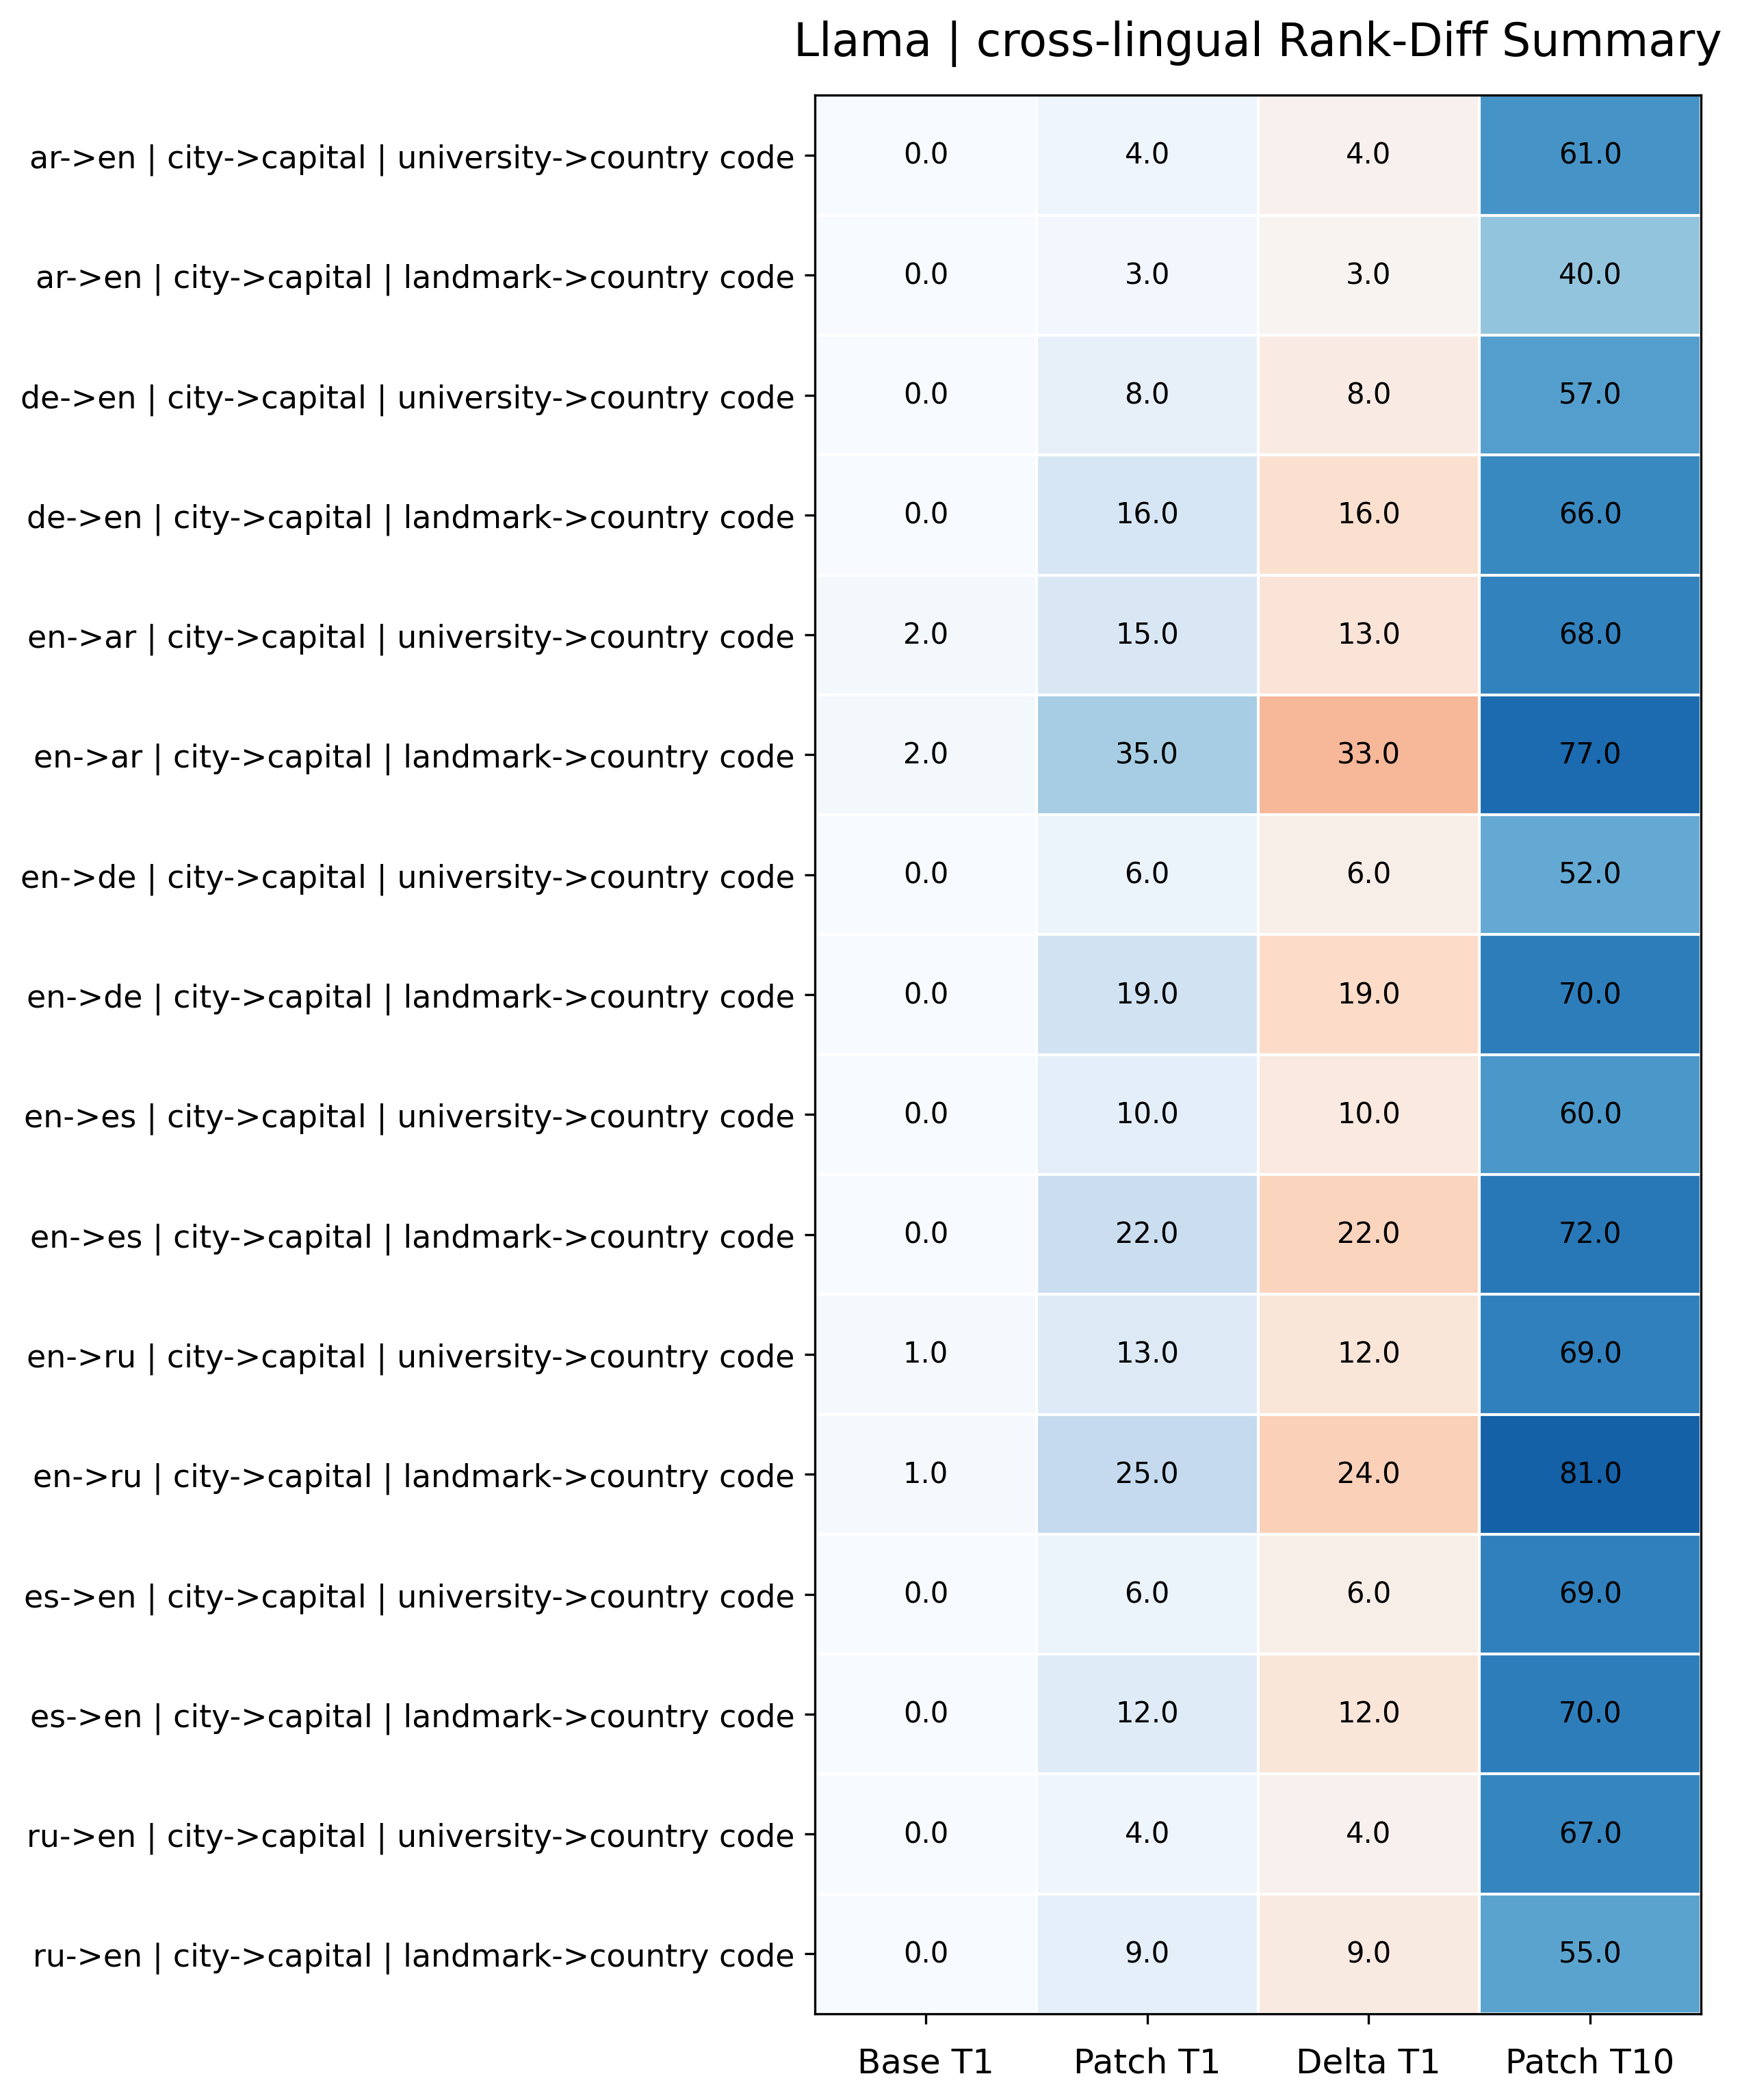 Llama | cross-lingual Rank-Diff Summary
ar->en | city->capital | university->country code 0.0 4.0 4.0 61.0
ar->en | city->capital | landmark->country code 0.0 3.0 3.0 40.0
de->en | city->capital | university->country code 0.0 8.0 8.0 57.0
de->en | city->capital | landmark->country code 0.0 16.0 16.0 66.0
en->ar | city->capital | university->country code 2.0 15.0 13.0 68.0
en->ar | city->capital | landmark->country code 2.0 35.0 33.0 77.0
en->de | city->capital | university->country code 0.0 6.0 6.0 52.0
en->de | city->capital | landmark->country code 0.0 19.0 19.0 70.0
en->es | city->capital | university->country code 0.0 10.0 10.0 60.0
en->es | city->capital | landmark->country code 0.0 22.0 22.0 72.0
en->ru | city->capital | university->country code 1.0 13.0 12.0 69.0
en->ru | city->capital | landmark->country code 1.0 25.0 24.0 81.0
es->en | city->capital | university->country code 0.0 6.0 6.0 69.0
es->en | city->capital | landmark->country code 0.0 12.0 12.0 70.0
ru->en | city->capital | university->country code 0.0 4.0 4.0 67.0
ru->en | city->capital | landmark->country code 0.0 9.0 9.0 55.0
Base T1 Patch T1 Delta T1 Patch T10